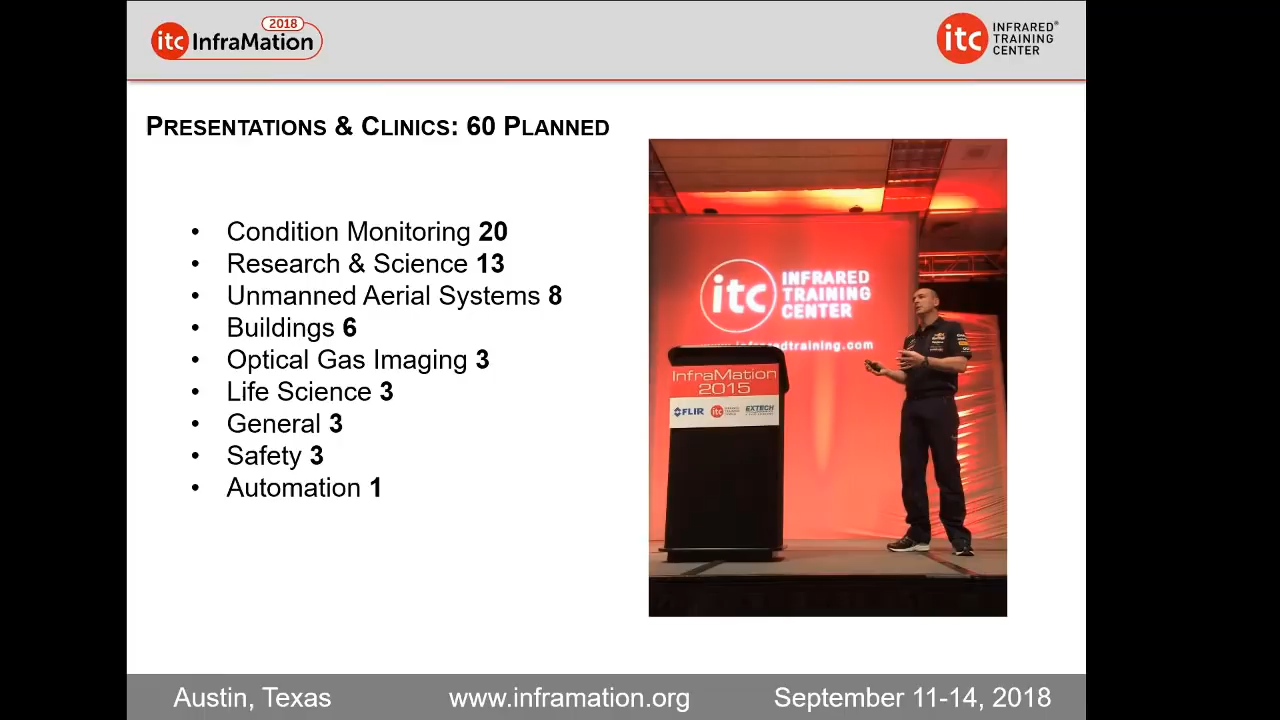 2018
itc InfraMation
itc INFRARED®
TRAINING
CENTER
PRESENTATIONS & CLINICS: 60 PLANNED
• Condition Monitoring 20
• Research & Science 13
• Unmanned Aerial Systems 8
• Buildings 6
• Optical Gas Imaging 3
• Life Science 3
• General 3
• Safety 3
• Automation 1
itc INFRARED
TRAINING
CENTER
www.infraredtraining.com
InfraMation
2015
FLIR itc EXTECH
Austin, Texas www.inframation.org September 11-14, 2018